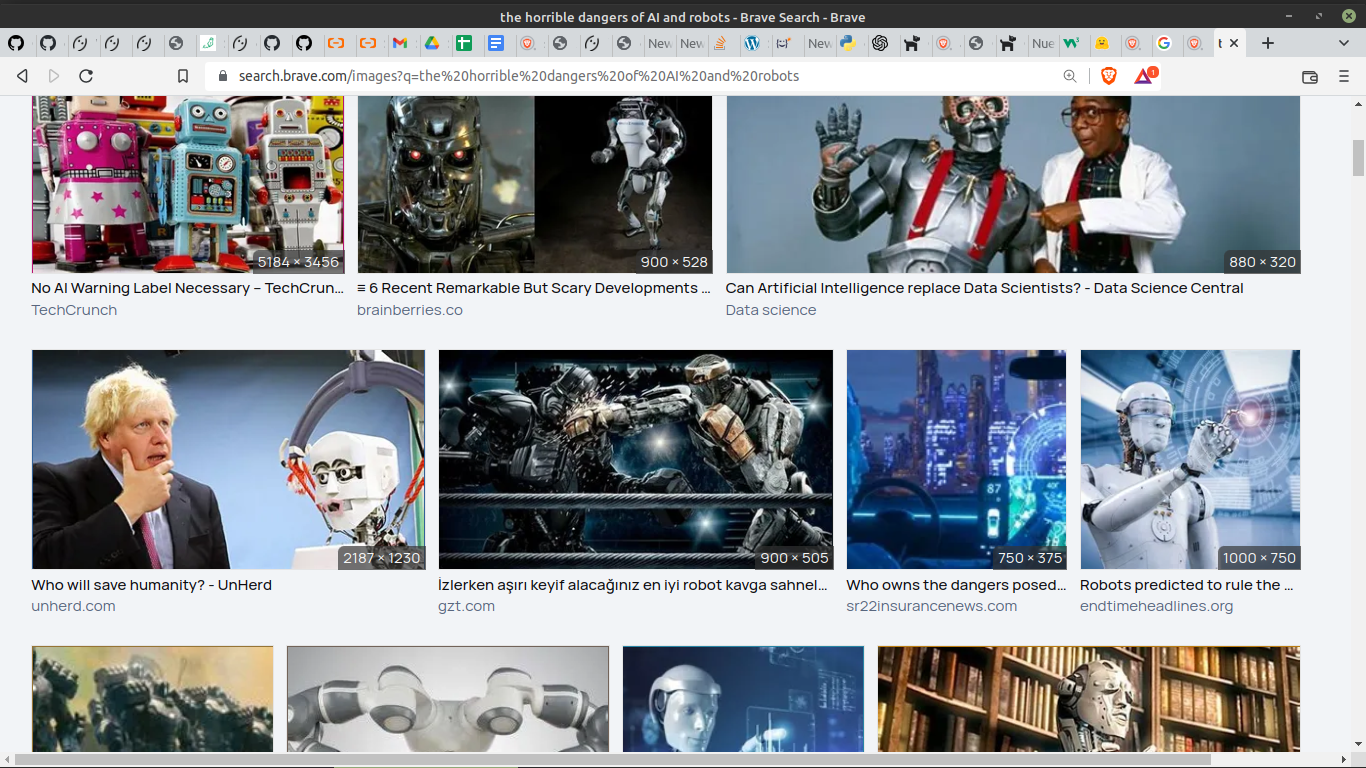 the horrible dangers of AI and robots - Brave Search - Brave
New
New
New
Nue
t
search.brave.com/images?q=the%20horrible%20dangers%20of%20AI%20and%20robots
1
5184 × 3456
900 × 528
880 × 320
No AI Warning Label Necessary – TechCrun...
≡ 6 Recent Remarkable But Scary Developments ...
Can Artificial Intelligence replace Data Scientists? - Data Science Central
TechCrunch
brainberries.co
Data science
87
2187 × 1230
900 × 505
750 × 375
1000 × 750
Who will save humanity? - UnHerd
İzlerken aşırı keyif alacağınız en iyi robot kavga sahnel...
Who owns the dangers posed...
Robots predicted to rule the ...
unherd.com
gzt.com
sr22insurancenews.com
endtimeheadlines.org